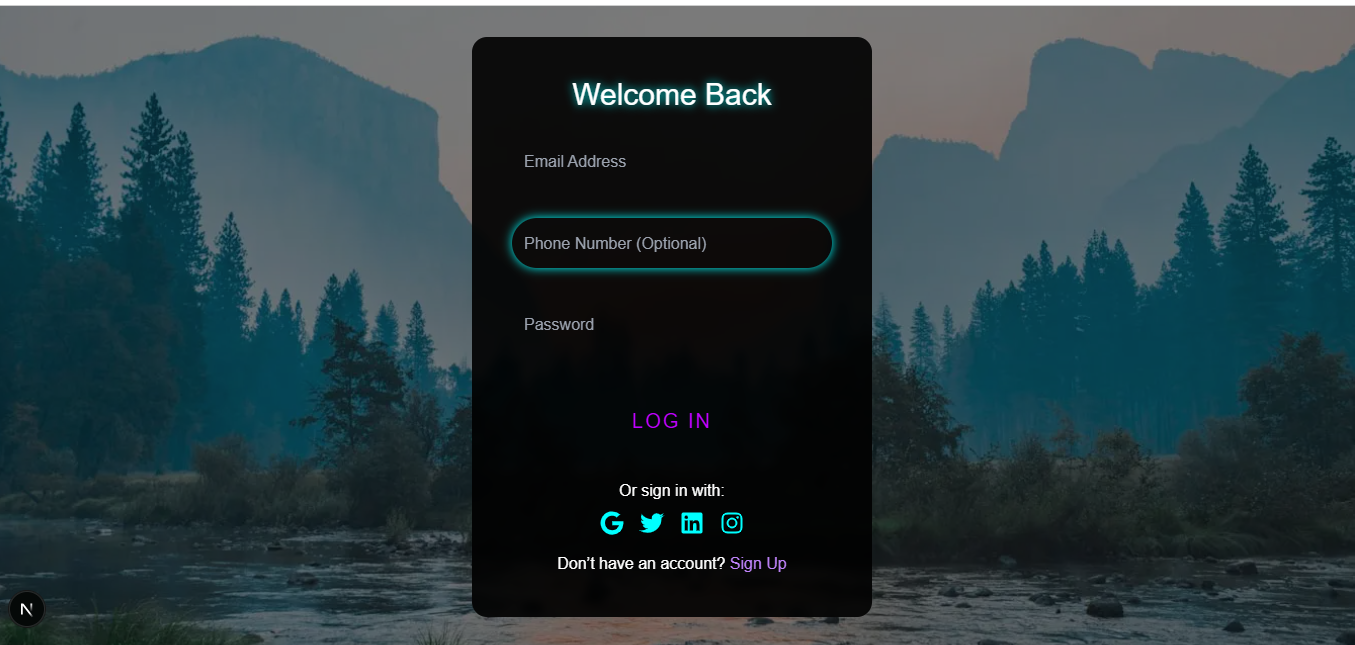 Welcome Back
Email Address
Phone Number (Optional)
Password
LOG IN
Or sign in with:
Don’t have an account? Sign Up
N